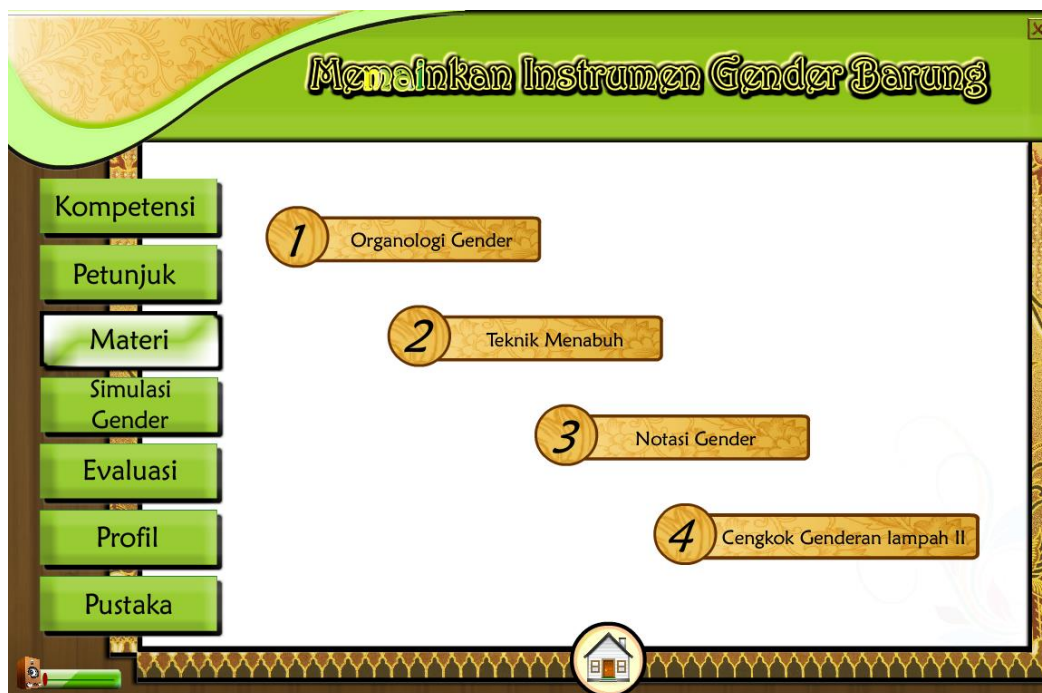 Memainkan Instrumen Gender Barung
Kompetensi
Petunjuk
Materi
Simulasi
Gender
Evaluasi
Profil
Pustaka
1 Organologi Gender
2 Teknik Menabuh
3 Notasi Gender
4 Cengkok Genderan lampah II
X